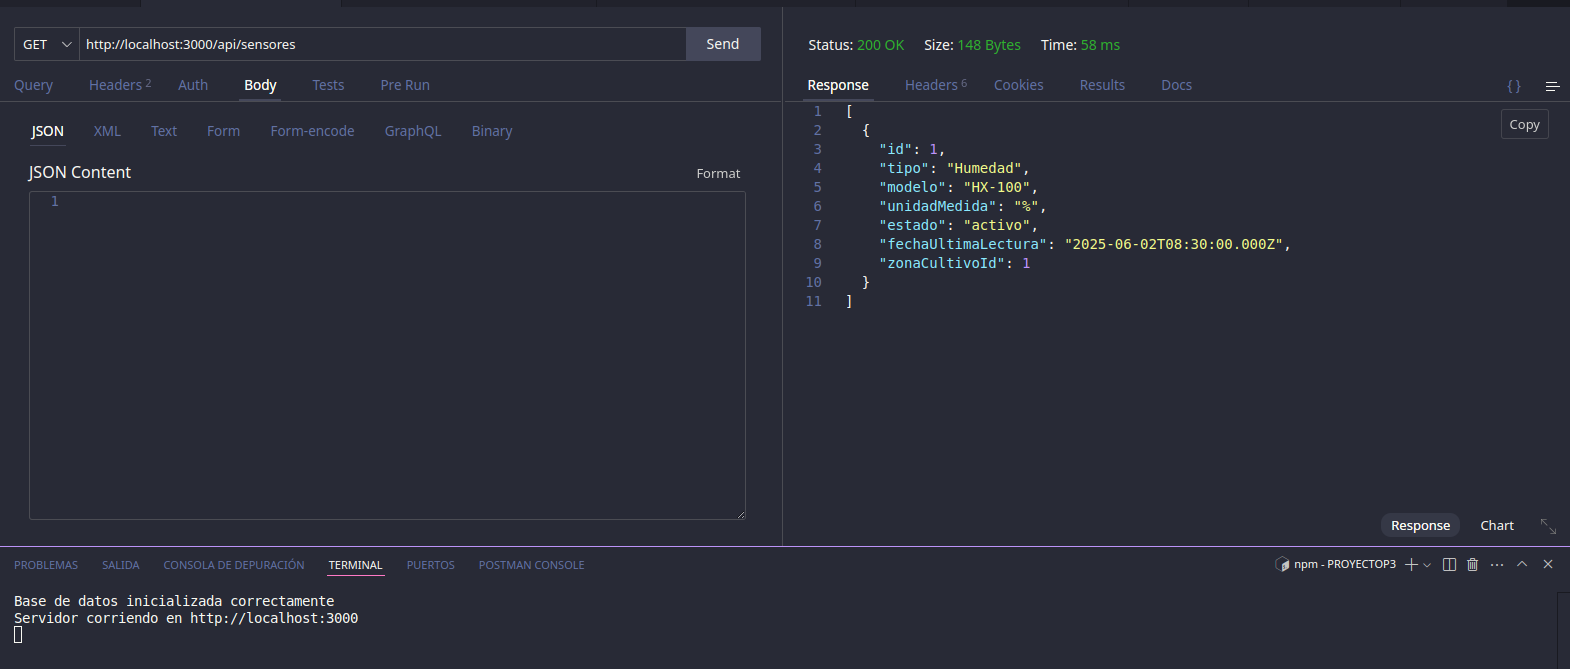 GET http://localhost:3000/api/sensores Send
Query Headers 2 Auth Body Tests Pre Run
JSON XML Text Form Form-encode GraphQL Binary
JSON Content Format
1
Status: 200 OK Size: 148 Bytes Time: 58 ms
Response Headers 6 Cookies Results Docs { }
Copy
1 [
2 {
3 "id": 1,
4 "tipo": "Humedad",
5 "modelo": "HX-100",
6 "unidadMedida": "%",
7 "estado": "activo",
8 "fechaUltimaLectura": "2025-06-02T08:30:00.000Z",
9 "zonaCultivoId": 1
10 }
11 ]
Response Chart
PROBLEMAS SALIDA CONSOLA DE DEPURACIÓN TERMINAL PUERTOS POSTMAN CONSOLE npm - PROYECTOP3
Base de datos inicializada correctamente
Servidor corriendo en http://localhost:3000